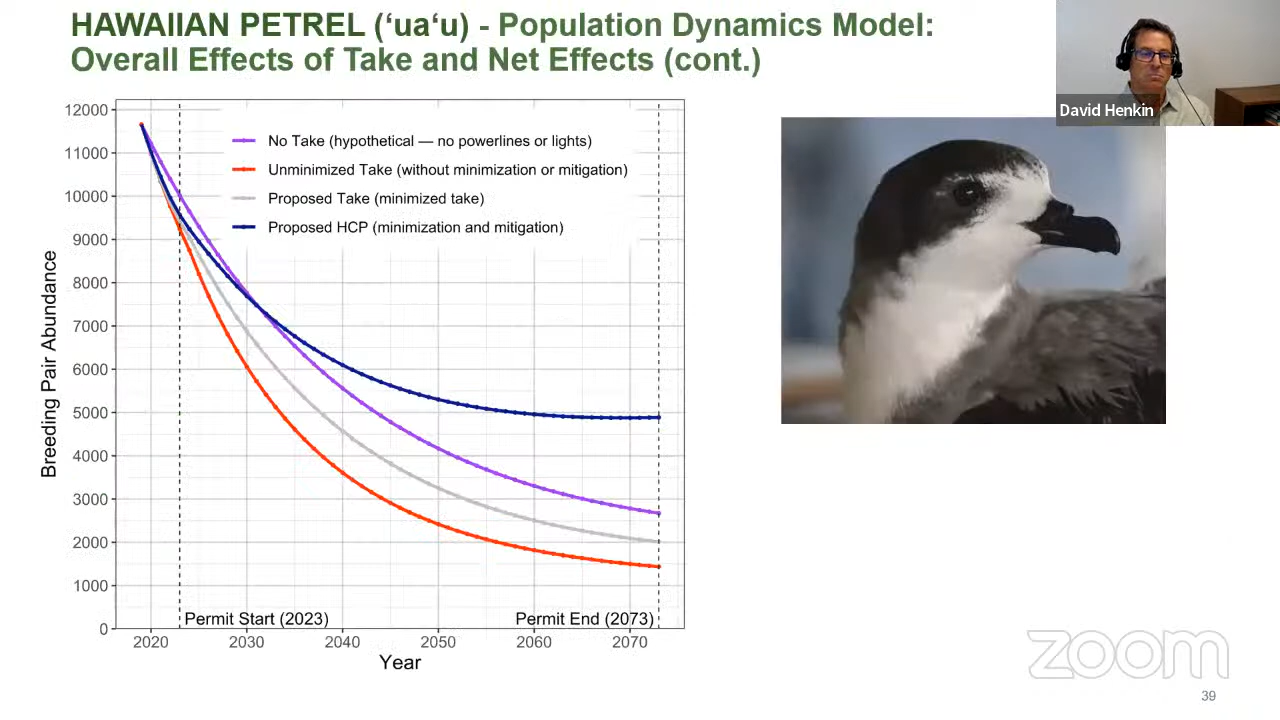 HAWAIIAN PETREL (ʻuaʻu) - Population Dynamics Model:
Overall Effects of Take and Net Effects (cont.)
David Henkin
12000
11000
10000
9000
8000
7000
6000
5000
4000
3000
2000
1000
0
Breeding Pair Abundance
No Take (hypothetical — no powerlines or lights)
Unminimized Take (without minimization or mitigation)
Proposed Take (minimized take)
Proposed HCP (minimization and mitigation)
Permit Start (2023)
Permit End (2073)
2020 2030 2040 2050 2060 2070
Year
zoom
39